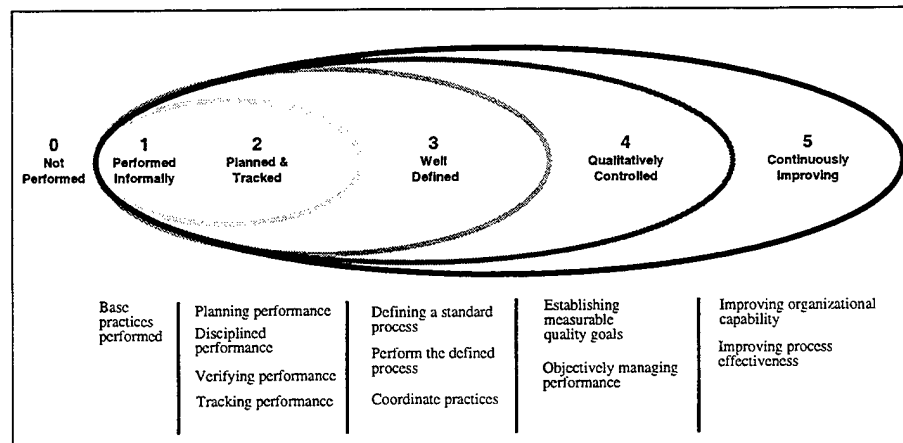 0
Not
Performed
1
Performed
Informally
2
Planned &
Tracked
3
Well
Defined
4
Qualitatively
Controlled
5
Continuously
Improving
Base
practices
performed
Planning performance
Disciplined
performance
Verifying performance
Tracking performance
Defining a standard
process
Perform the defined
process
Coordinate practices
Establishing
measurable
quality goals
Objectively managing
performance
Improving organizational
capability
Improving process
effectiveness